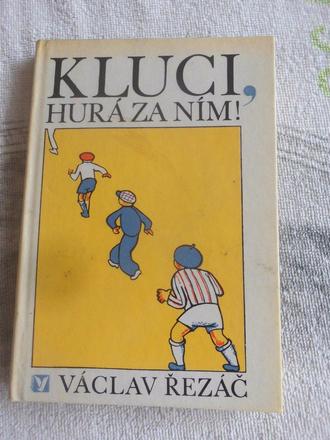 KLUCI,
HURÁ ZA NÍM!
VÁCLAV ŘEZÁČ